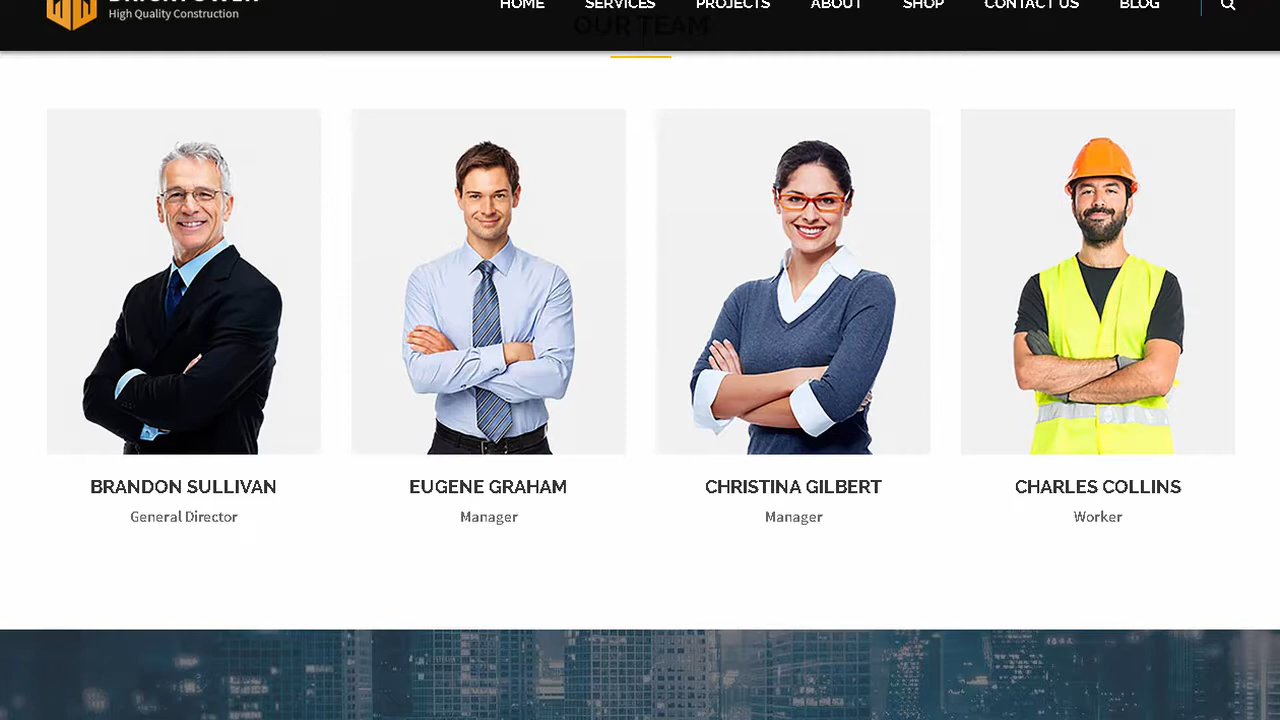 High Quality Construction
HOME SERVICES PROJECTS ABOUT SHOP CONTACT US BLOG
OUR TEAM
BRANDON SULLIVAN
General Director
EUGENE GRAHAM
Manager
CHRISTINA GILBERT
Manager
CHARLES COLLINS
Worker